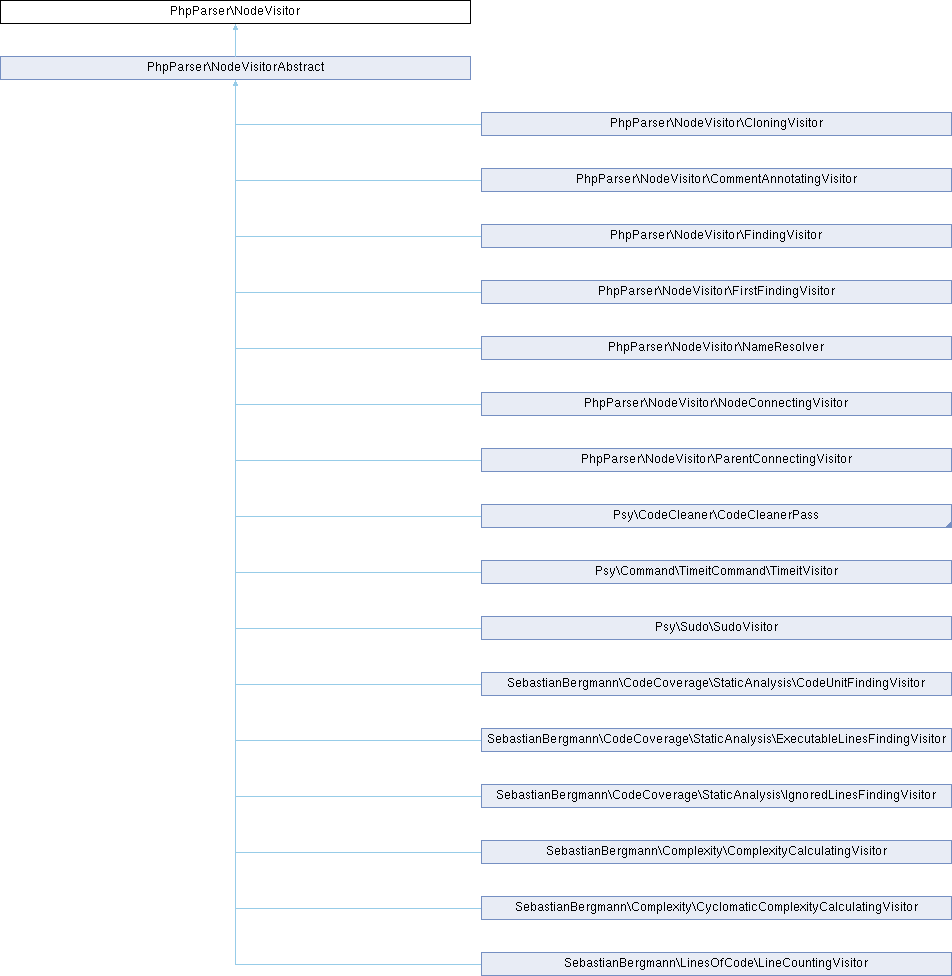 PhpParser\NodeVisitor
PhpParser\NodeVisitorAbstract
PhpParser\NodeVisitor\CloningVisitor
PhpParser\NodeVisitor\CommentAnnotatingVisitor
PhpParser\NodeVisitor\FindingVisitor
PhpParser\NodeVisitor\FirstFindingVisitor
PhpParser\NodeVisitor\NameResolver
PhpParser\NodeVisitor\NodeConnectingVisitor
PhpParser\NodeVisitor\ParentConnectingVisitor
Psy\CodeCleaner\CodeCleanerPass
Psy\Command\TimeitCommand\TimeitVisitor
Psy\Sudo\SudoVisitor
SebastianBergmann\CodeCoverage\StaticAnalysis\CodeUnitFindingVisitor
SebastianBergmann\CodeCoverage\StaticAnalysis\ExecutableLinesFindingVisitor
SebastianBergmann\CodeCoverage\StaticAnalysis\IgnoredLinesFindingVisitor
SebastianBergmann\Complexity\ComplexityCalculatingVisitor
SebastianBergmann\Complexity\CyclomaticComplexityCalculatingVisitor
SebastianBergmann\LinesOfCode\LineCountingVisitor